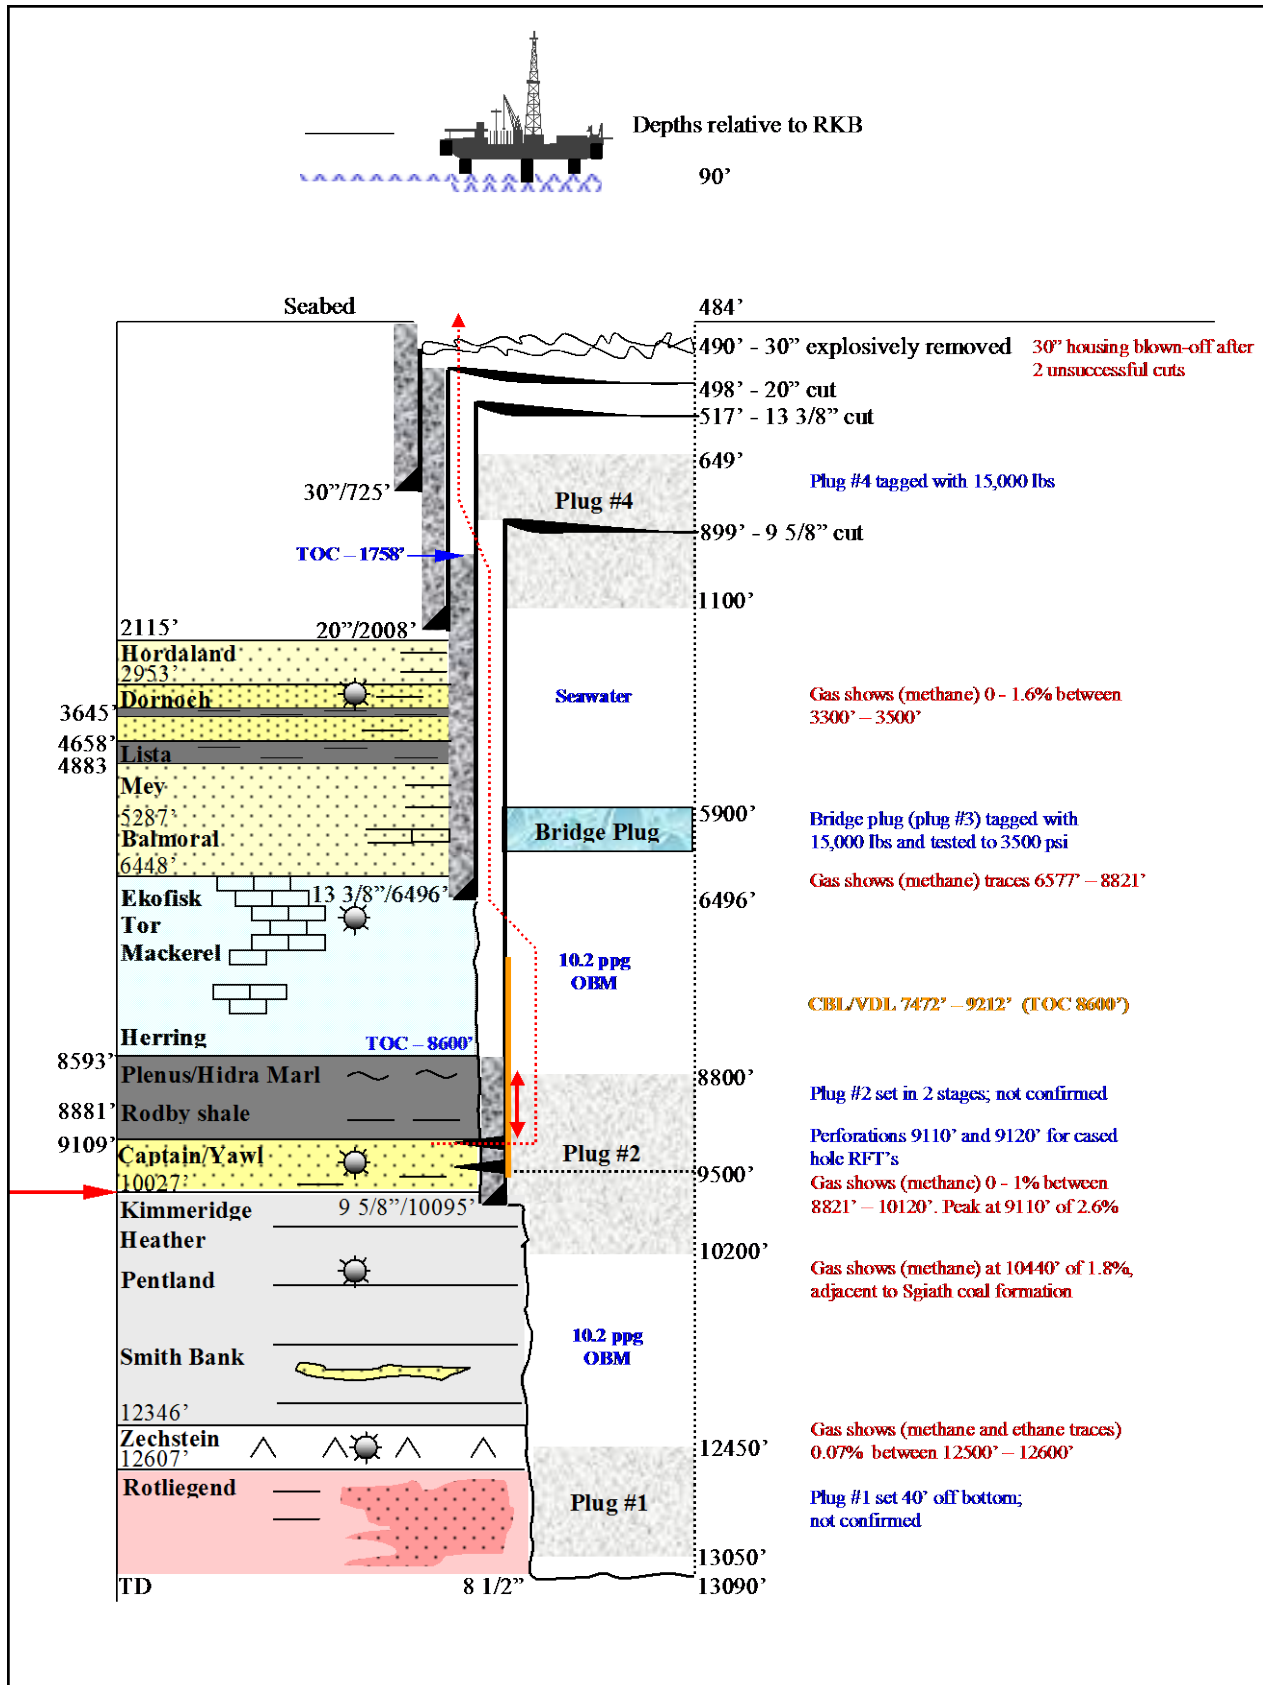 Depths relative to RKB
90’
Seabed
484’
490’ - 30” explosively removed
30” housing blown-off after
2 unsuccessful cuts
498’ - 20” cut
517’ - 13 3/8” cut
649’
Plug #4 tagged with 15,000 lbs
30”/725’
Plug #4
899’ - 9 5/8” cut
TOC – 1758’
1100’
2115’
20”/2008’
Hordaland
2953’
Dornoch
Seawater
Gas shows (methane) 0 - 1.6% between
3300’ – 3500’
3645’
4658’
Lista
4883
Mey
5287’
5900’
Balmoral
Bridge Plug
Bridge plug (plug #3) tagged with
15,000 lbs and tested to 3500 psi
6448’
Gas shows (methane) traces 6577’ – 8821’
13 3/8”/6496’
6496’
Ekofisk
Tor
Mackerel
10.2 ppg
OBM
CBL/VDL 7472’ – 9212’ (TOC 8600’)
Herring
TOC – 8600’
8593’
Plenus/Hidra Marl
8800’
Plug #2 set in 2 stages; not confirmed
8881’
Rodby shale
9109’
Perforations 9110’ and 9120’ for cased
hole RFT’s
Captain/Yawl
Plug #2
9500’
10027’
Gas shows (methane) 0 - 1% between
8821’ – 10120’. Peak at 9110’ of 2.6%
Kimmeridge
9 5/8”/10095’
Heather
10200’
Pentland
Gas shows (methane) at 10440’ of 1.8%,
adjacent to Sgiath coal formation
10.2 ppg
OBM
Smith Bank
12346’
Zechstein
12607’
12450’
Gas shows (methane and ethane traces)
0.07% between 12500’ – 12600’
Rotliegend
Plug #1
Plug #1 set 40’ off bottom;
not confirmed
13050’
TD
8 1/2”
13090’